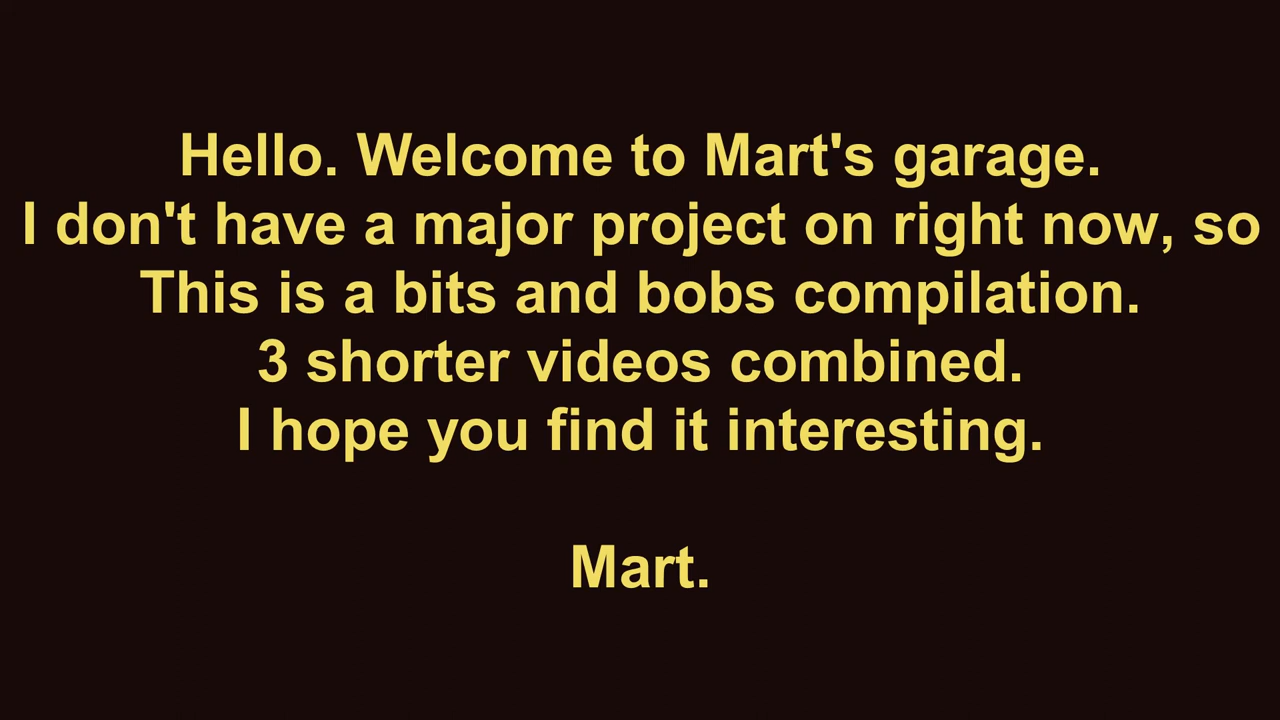 Hello. Welcome to Mart's garage.
I don't have a major project on right now, so
This is a bits and bobs compilation.
3 shorter videos combined.
I hope you find it interesting.
Mart.